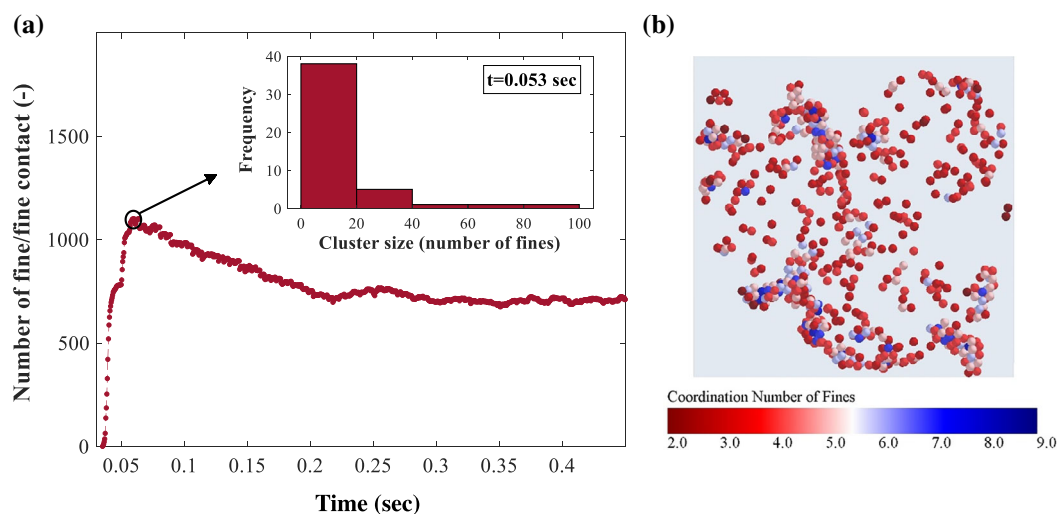 (a)
Number of fine/fine contact (-)
1500
1000
500
0
0.05 0.1 0.15 0.2 0.25 0.3 0.35 0.4
Time (sec)
Frequency
40
30
20
10
0
t=0.053 sec
0 20 40 60 80 100
Cluster size (number of fines)
(b)
Coordination Number of Fines
2.0 3.0 4.0 5.0 6.0 7.0 8.0 9.0